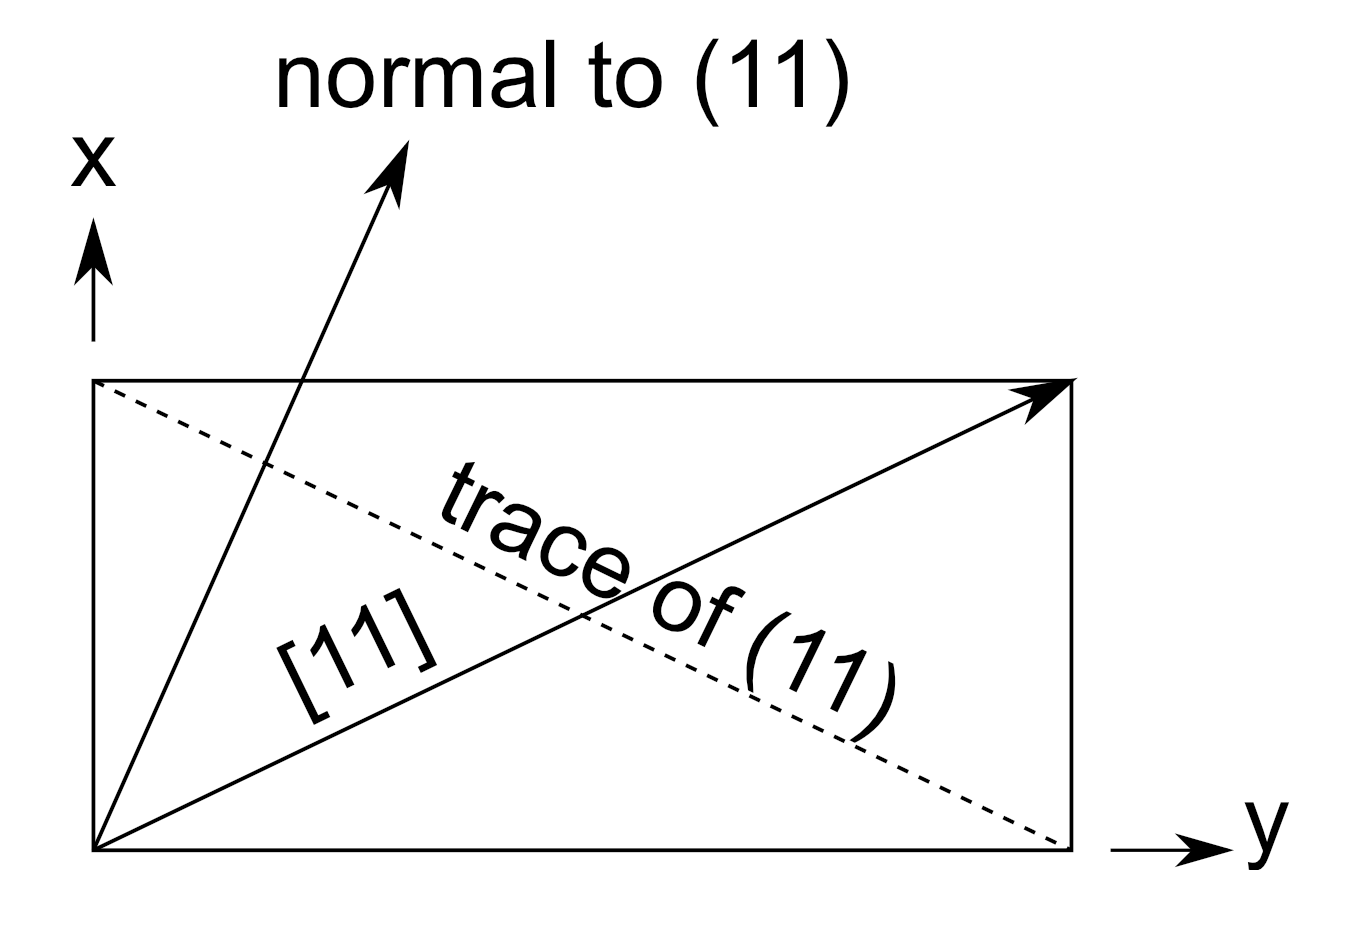 normal to (11)
x
trace of (11)
[11]
y